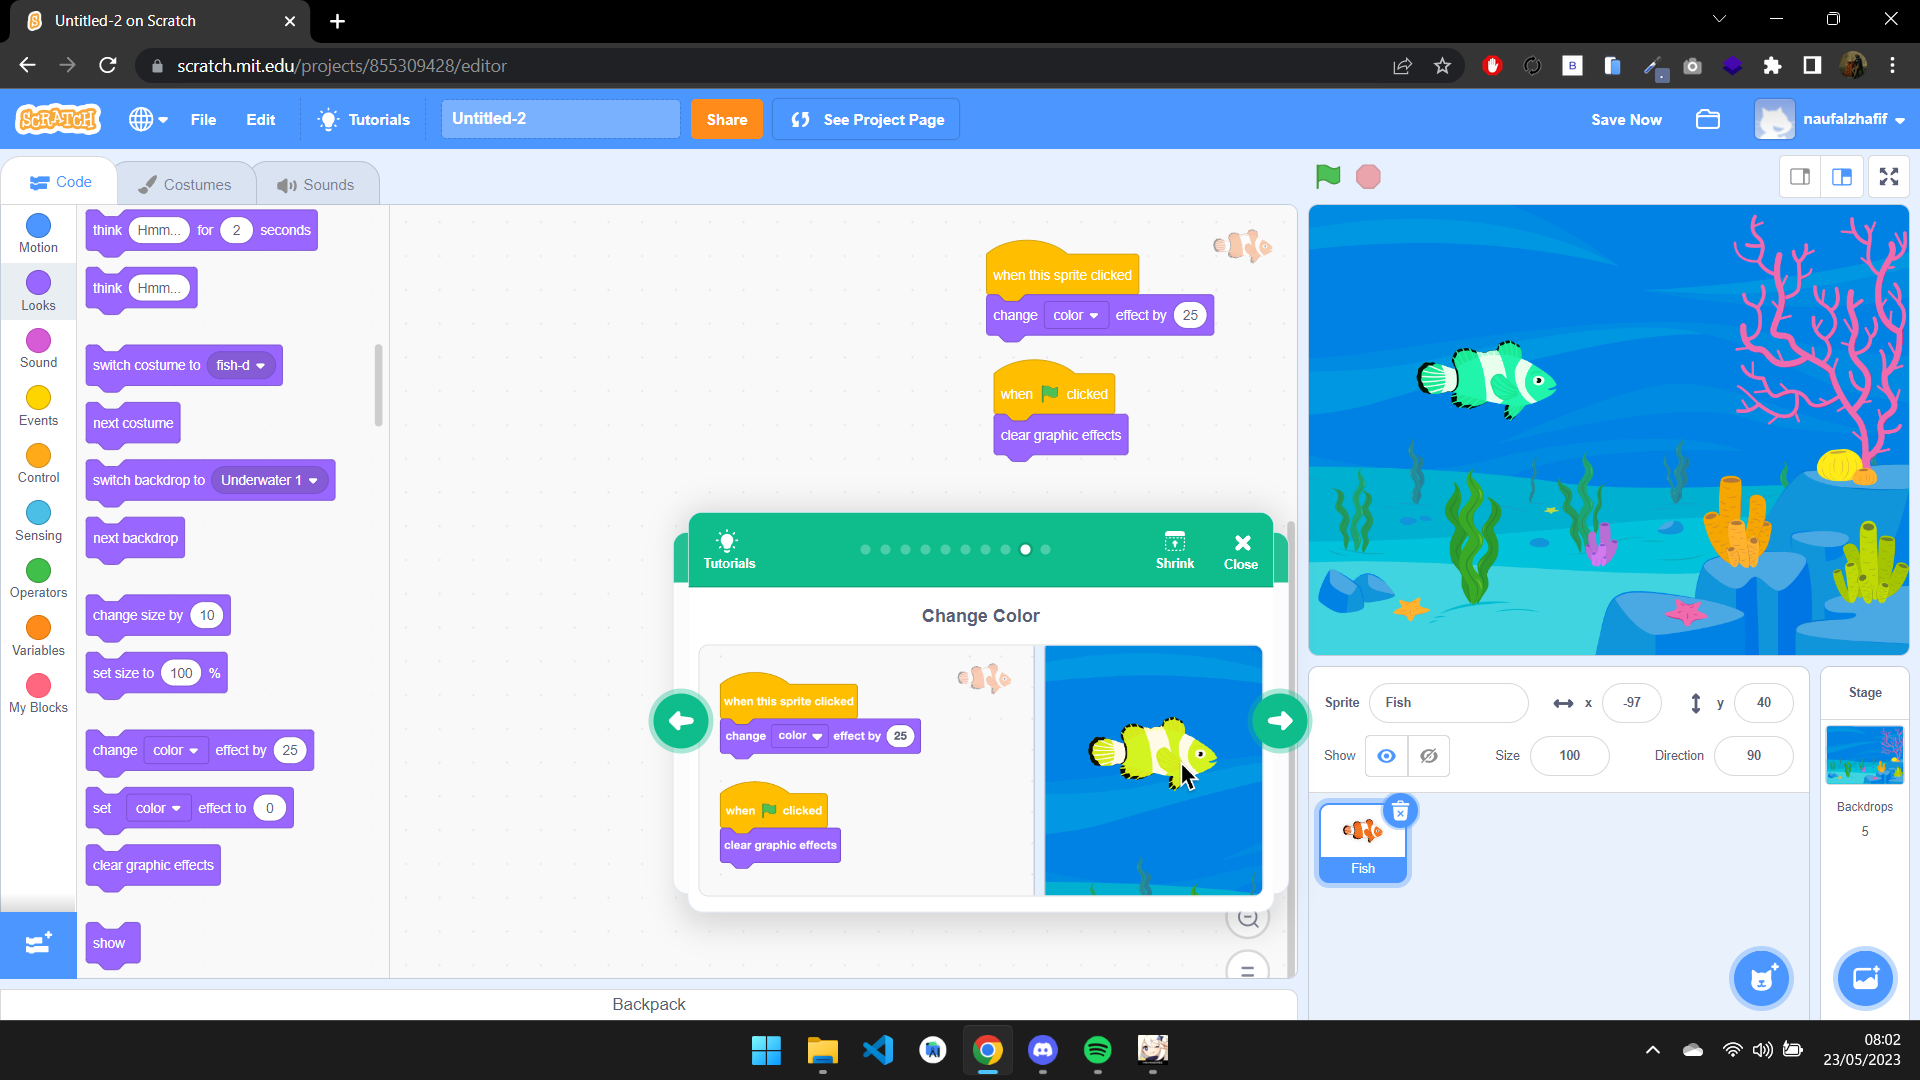 Untitled-2 on Scratch
scratch.mit.edu/projects/855309428/editor
B
SCRATCH
File
Edit
Tutorials
Untitled-2
Share
See Project Page
Save Now
naufalzhafif
Code
Costumes
Sounds
Motion
Looks
Sound
Events
Control
Sensing
Operators
Variables
My Blocks
think Hmm... for 2 seconds
think Hmm...
switch costume to fish-d
next costume
switch backdrop to Underwater 1
next backdrop
change size by 10
set size to 100 %
change color effect by 25
set color effect to 0
clear graphic effects
show
when this sprite clicked
change color effect by 25
when clicked
clear graphic effects
Tutorials
Shrink
Close
Change Color
when this sprite clicked
change color effect by 25
when clicked
clear graphic effects
Backpack
Sprite Fish x -97 y 40
Show Size 100 Direction 90
Fish
Stage
Backdrops
5
08:02
23/05/2023